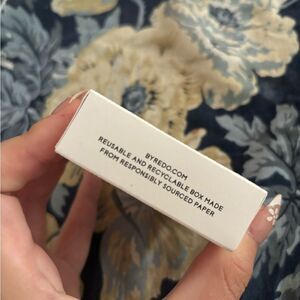 BYREDO.COM
REUSABLE AND RECYCLABLE BOX MADE
FROM RESPONSIBLY SOURCED PAPER